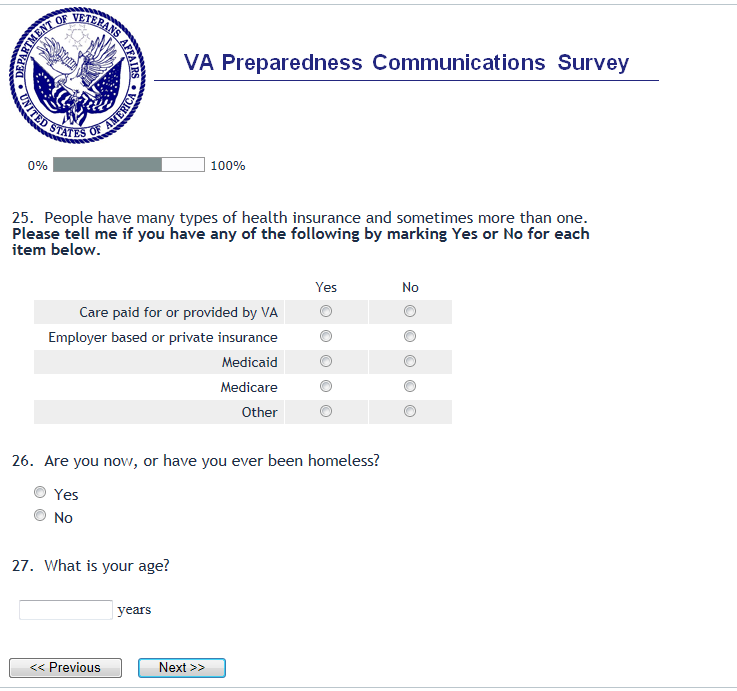 DEPARTMENT OF VETERANS AFFAIRS
UNITED STATES OF AMERICA
VA Preparedness Communications Survey
0% 100%
25. People have many types of health insurance and sometimes more than one.
Please tell me if you have any of the following by marking Yes or No for each
item below.
Yes No
Care paid for or provided by VA
Employer based or private insurance
Medicaid
Medicare
Other
26. Are you now, or have you ever been homeless?
Yes
No
27. What is your age?
years
<< Previous Next >>